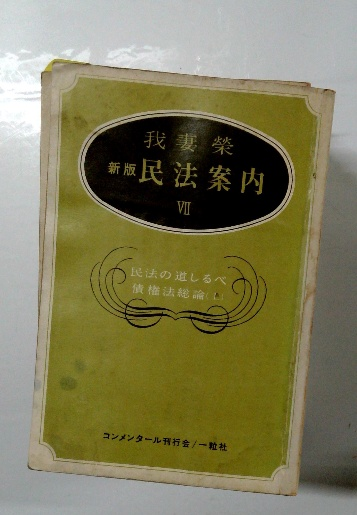 我妻榮
新版 民法案内
VII
民法の道しるべ
債権法総論
コンメンタール刊行会/一粒社